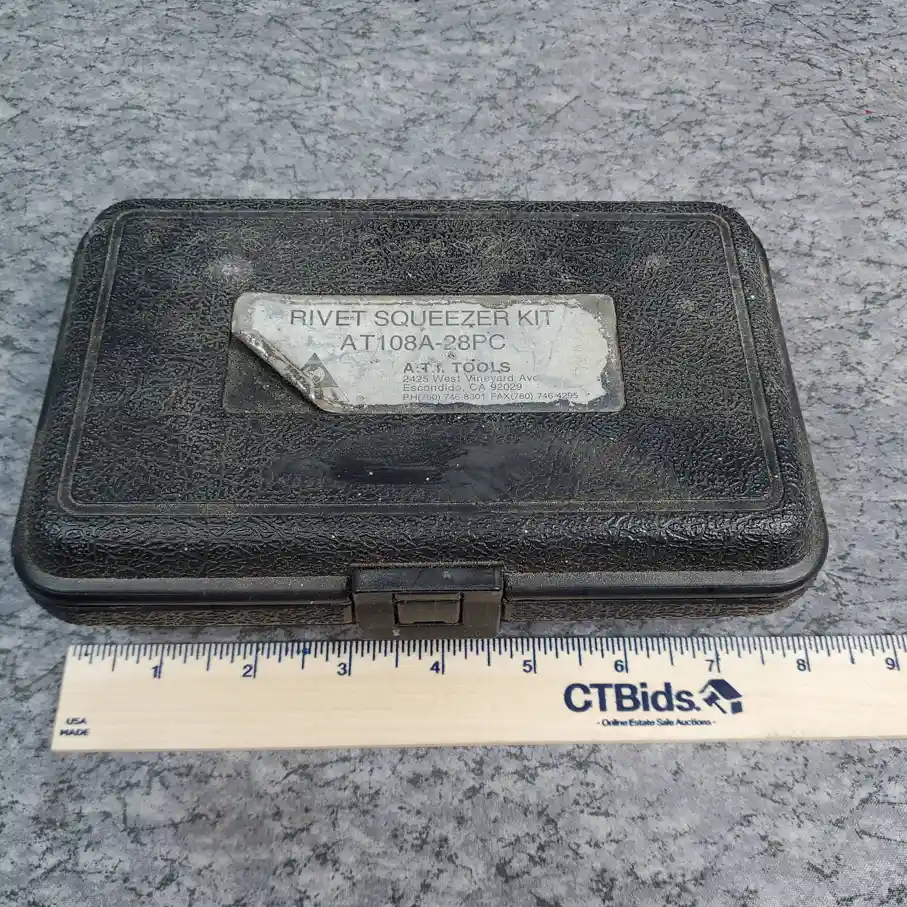 RIVET SQUEEZER KIT
AT108A-28PC
&
A.T.I. TOOLS
2425 West Vineyard Ave
Escondido, CA 92029
PH(760) 746-8301 FAX(760) 746-4295
1 2 3 4 5 6 7 8 9
CTBids.
- Online Estate Sale Auctions -
USA
MADE